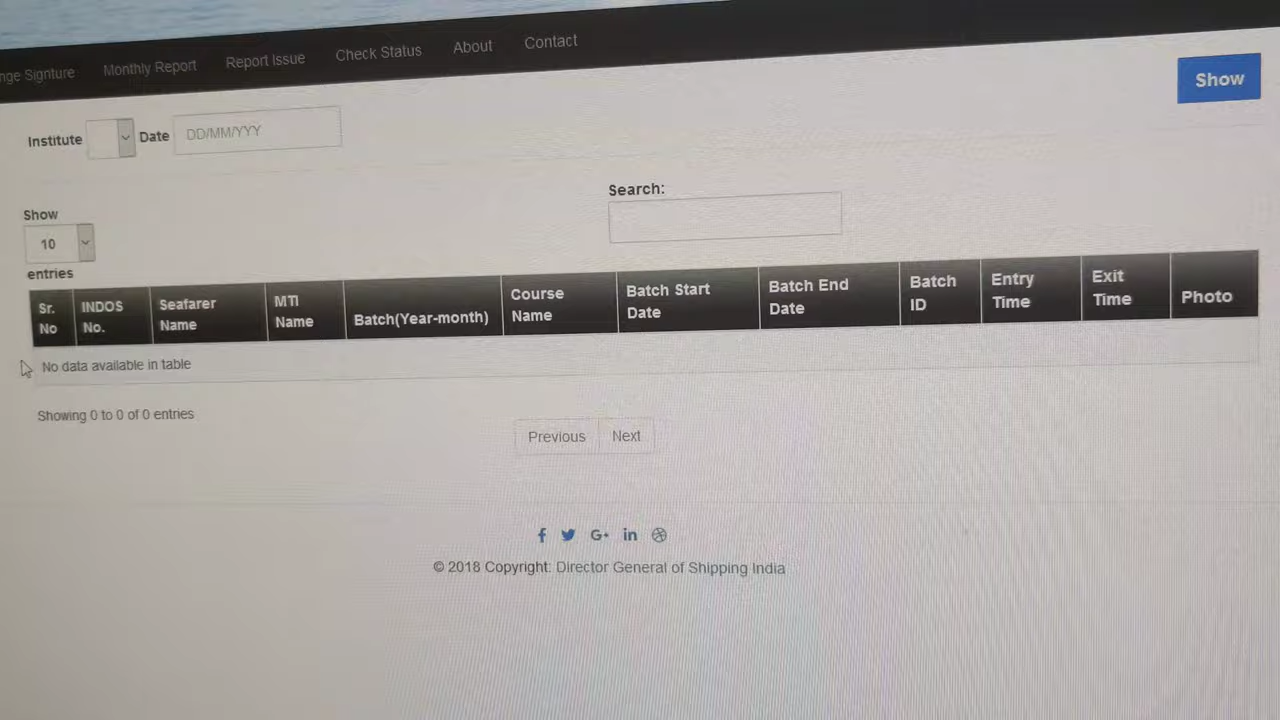 nge Signture Monthly Report Report Issue Check Status About Contact
Show
Institute Date DD/MM/YYY
Search:
Show
10
entries
Sr. No INDOS No. Seafarer Name MTI Name Batch(Year-month) Course Name Batch Start Date Batch End Date Batch ID Entry Time Exit Time Photo
No data available in table
Showing 0 to 0 of 0 entries
Previous Next
© 2018 Copyright: Director General of Shipping India